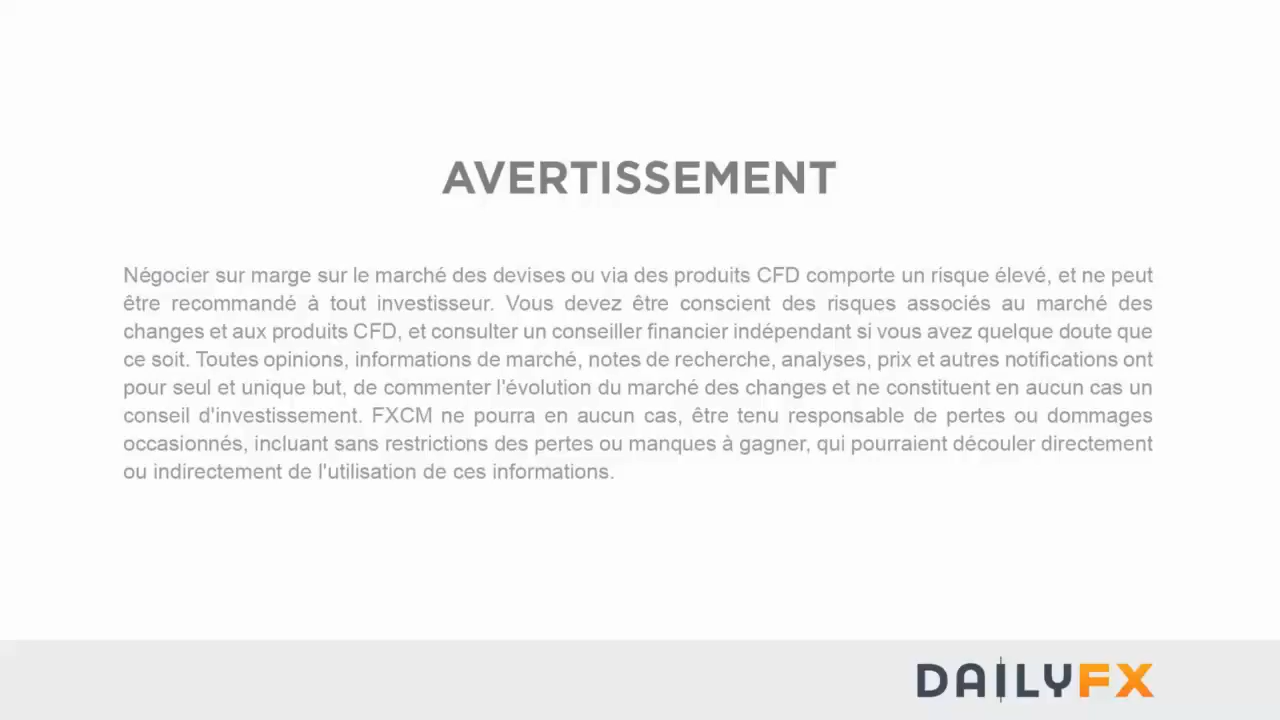 AVERTISSEMENT
Négocier sur marge sur le marché des devises ou via des produits CFD comporte un risque élevé, et ne peut
être recommandé à tout investisseur. Vous devez être conscient des risques associés au marché des
changes et aux produits CFD, et consulter un conseiller financier indépendant si vous avez quelque doute que
ce soit. Toutes opinions, informations de marché, notes de recherche, analyses, prix et autres notifications ont
pour seul et unique but, de commenter l'évolution du marché des changes et ne constituent en aucun cas un
conseil d'investissement. FXCM ne pourra en aucun cas, être tenu responsable de pertes ou dommages
occasionnés, incluant sans restrictions des pertes ou manques à gagner, qui pourraient découler directement
ou indirectement de l'utilisation de ces informations.
DAILYFX